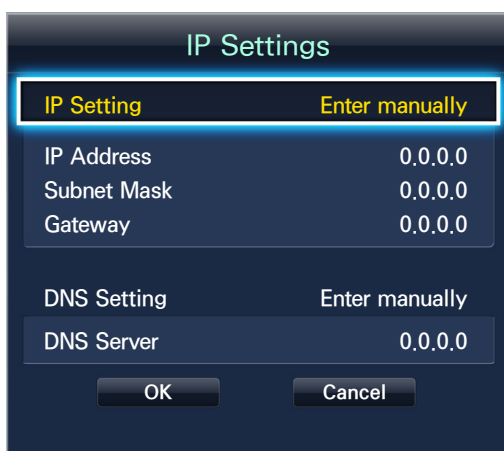 IP Settings
IP Setting Enter manually
IP Address 0.0.0.0
Subnet Mask 0.0.0.0
Gateway 0.0.0.0
DNS Setting Enter manually
DNS Server 0.0.0.0
OK Cancel